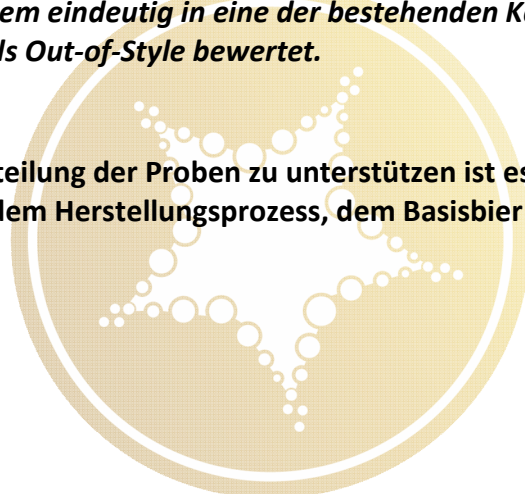 em eindeutig in eine der bestehenden
ls Out-of-Style bewertet.
teilung der Proben zu unterstützen ist es
dem Herstellungsprozess, dem Basisbier